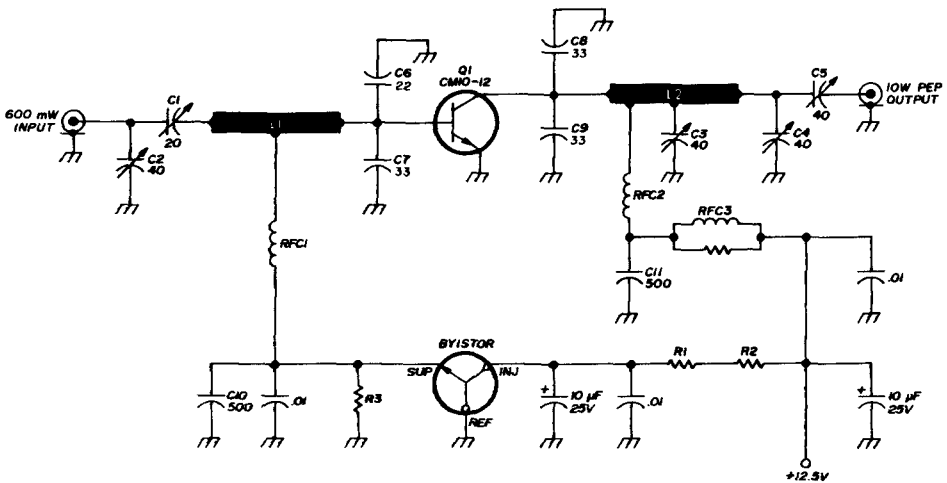 C8
33
C6
22
Q1
CM10-12
600 mW
INPUT
C1
20
L1
L2
C5
40
10W PEP
OUTPUT
C2
40
C7
33
C9
33
C3
40
C4
40
RFC1
RFC2
RFC3
C11
500
.01
BYISTOR
SUP
INJ
REF
R1
R2
C10
500
.01
R3
+
10 µF
25V
.01
+
10 µF
25V
+12.5V